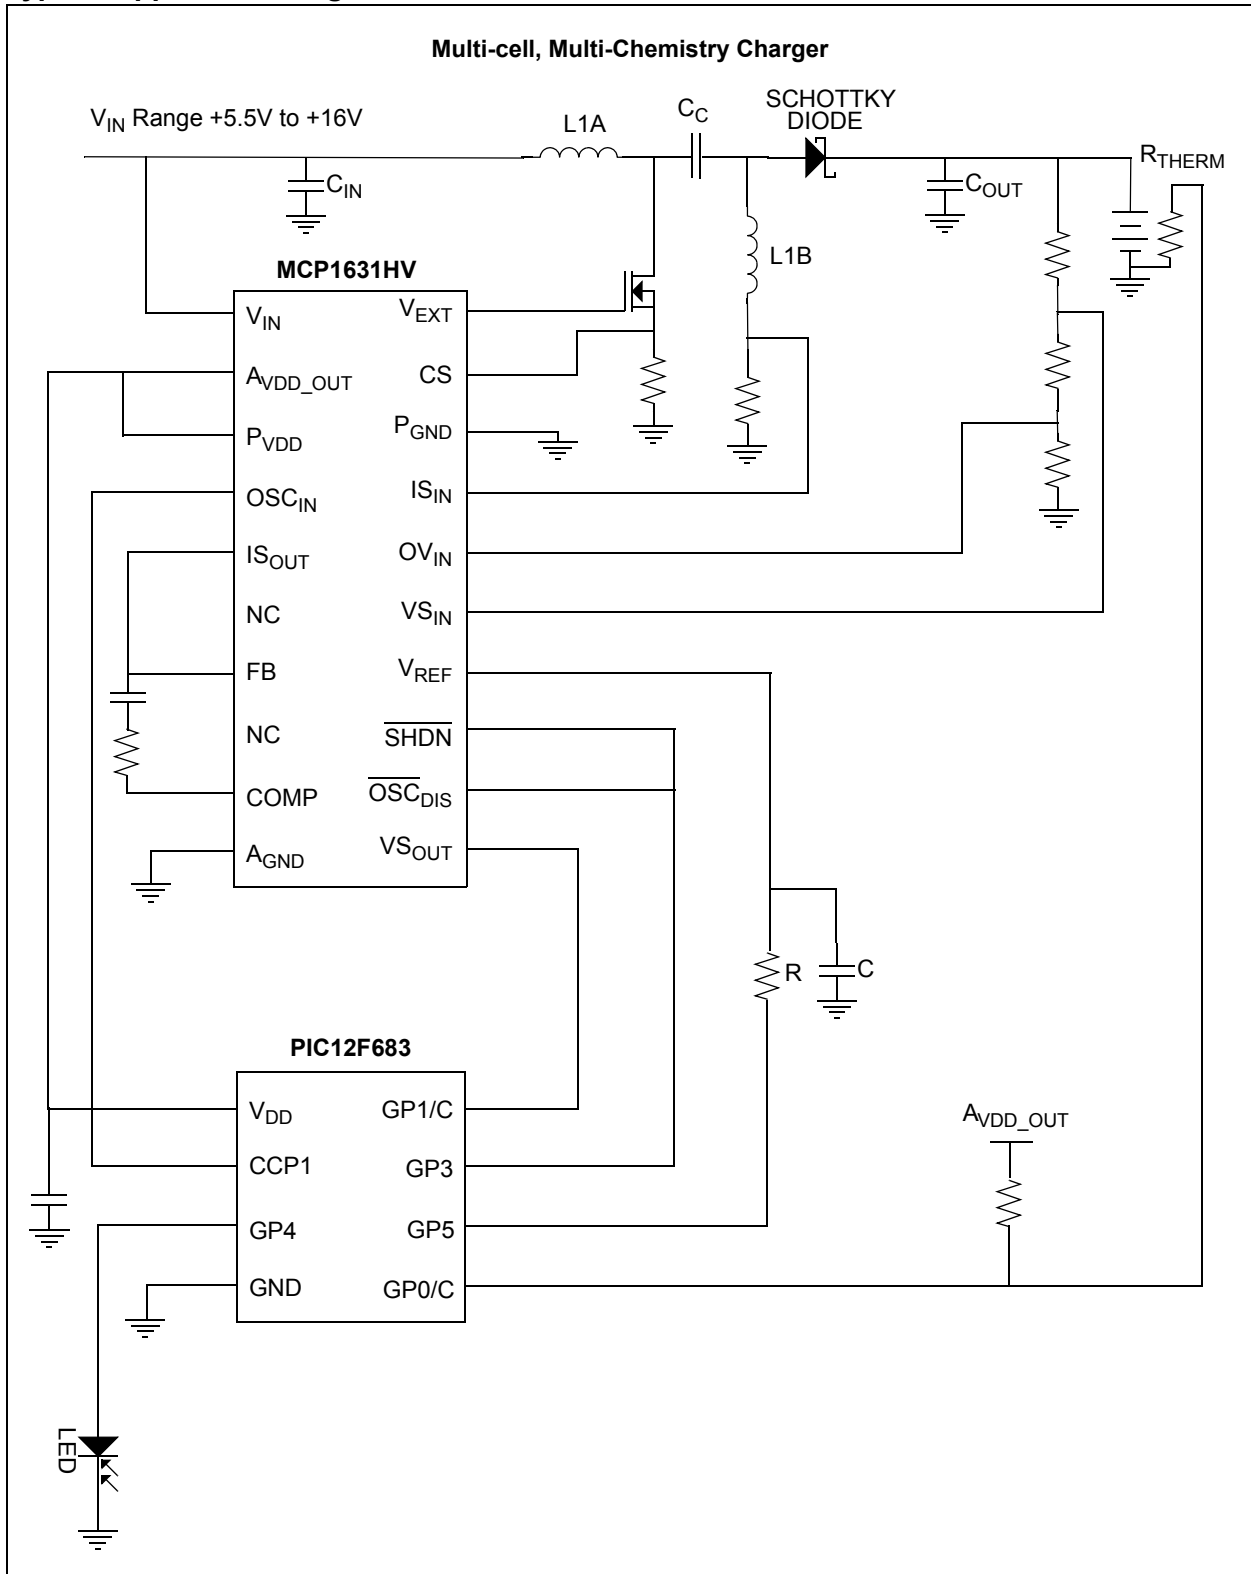 Multi-cell, Multi-Chemistry Charger
V_IN Range +5.5V to +16V
L1A
C_C
SCHOTTKY
DIODE
R_THERM
C_IN
C_OUT
L1B
MCP1631HV
V_IN
V_EXT
A_VDD_OUT
CS
P_VDD
P_GND
OSC_IN
IS_IN
IS_OUT
OV_IN
NC
VS_IN
FB
V_REF
NC
SHDN
COMP
OSC_DIS
A_GND
VS_OUT
R
C
PIC12F683
V_DD
GP1/C
CCP1
GP3
GP4
GP5
GND
GP0/C
A_VDD_OUT
LED